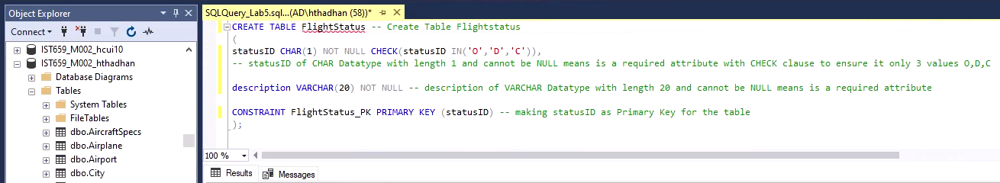 Object Explorer
Connect
IST659_M002_hcui10
IST659_M002_hthadhan
Database Diagrams
Tables
System Tables
FileTables
dbo.AircraftSpecs
dbo.Airplane
dbo.Airport
dbo.City
SQLQuery_Lab5.sql...(AD\hthadhan (58))*
CREATE TABLE FlightStatus -- Create Table Flightstatus
(
statusID CHAR(1) NOT NULL CHECK(statusID IN('O','D','C')),
-- statusID of CHAR Datatype with length 1 and cannot be NULL means is a required attribute with CHECK clause to ensure it only 3 values O,D,C
description VARCHAR(20) NOT NULL -- description of VARCHAR Datatype with length 20 and cannot be NULL means is a required attribute
CONSTRAINT FlightStatus_PK PRIMARY KEY (statusID) -- making statusID as Primary Key for the table
);
100 %
Results Messages